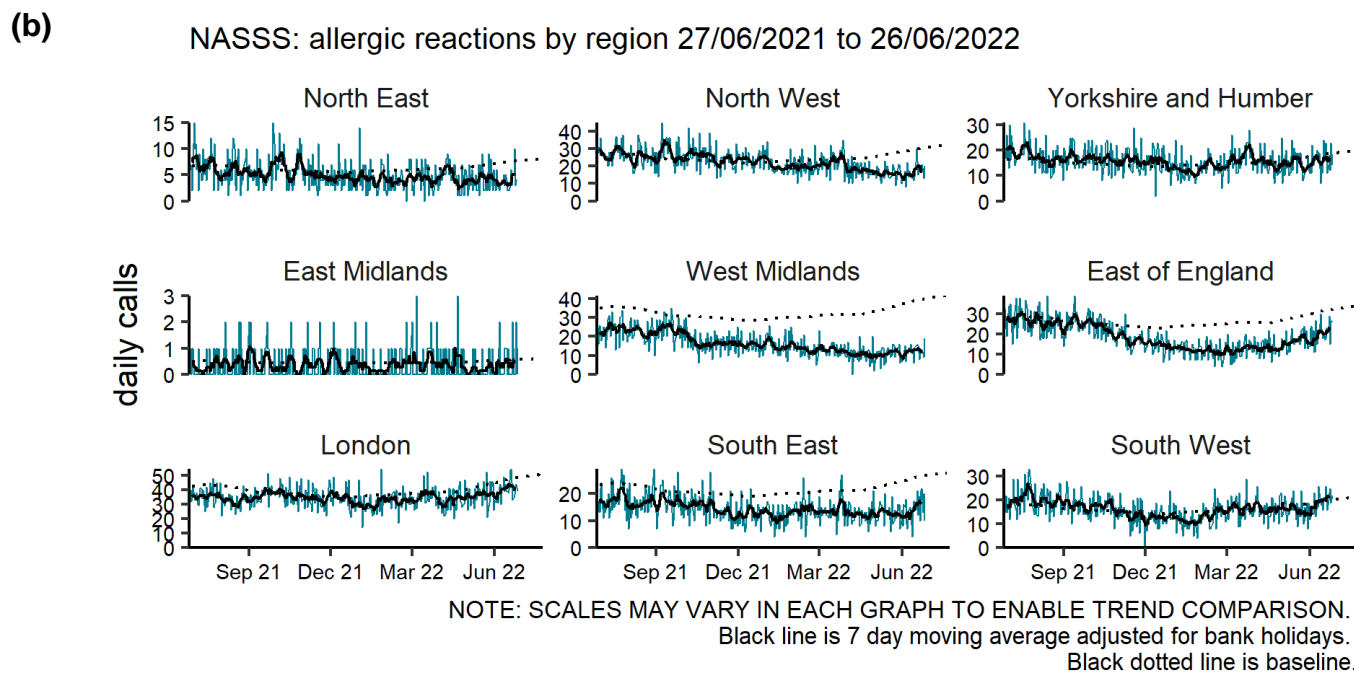 (b)
NASSS: allergic reactions by region 27/06/2021 to 26/06/2022
North East
North West
Yorkshire and Humber
15
10
5
0
40
30
20
10
0
30
20
10
0
daily calls
East Midlands
West Midlands
East of England
3
2
1
0
40
30
20
10
0
30
20
10
0
London
South East
South West
50
40
30
20
10
0
20
10
0
30
20
10
0
Sep 21 Dec 21 Mar 22 Jun 22
Sep 21 Dec 21 Mar 22 Jun 22
Sep 21 Dec 21 Mar 22 Jun 22
NOTE: SCALES MAY VARY IN EACH GRAPH TO ENABLE TREND COMPARISON.
Black line is 7 day moving average adjusted for bank holidays.
Black dotted line is baseline.